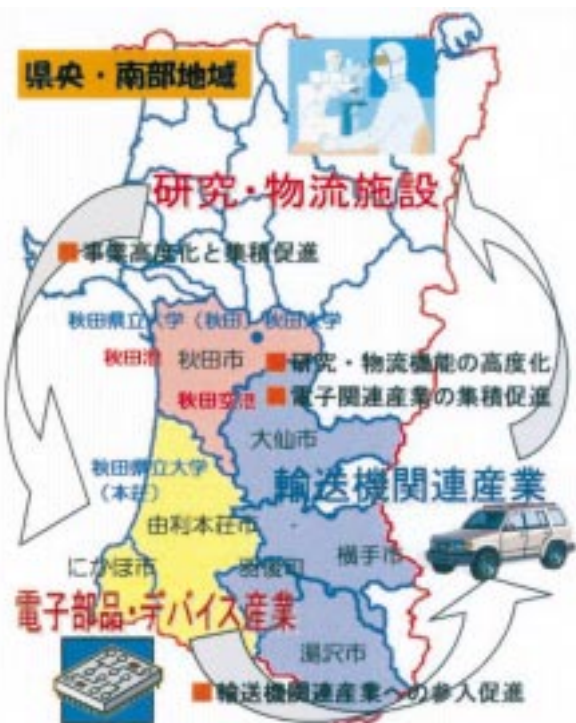 県央・南部地域
研究・物流施設
■事業高度化と集積促進
秋田県立大学(秋田) 秋田大学
秋田港
秋田市
■研究・物流機能の高度化
秋田空港
■電子関連産業の集積促進
大仙市
秋田県立大学
(本荘)
輸送機関連産業
由利本荘市
にかほ市
横手市
電子部品・デバイス産業
湯沢市
■輸送機関連産業への参入促進